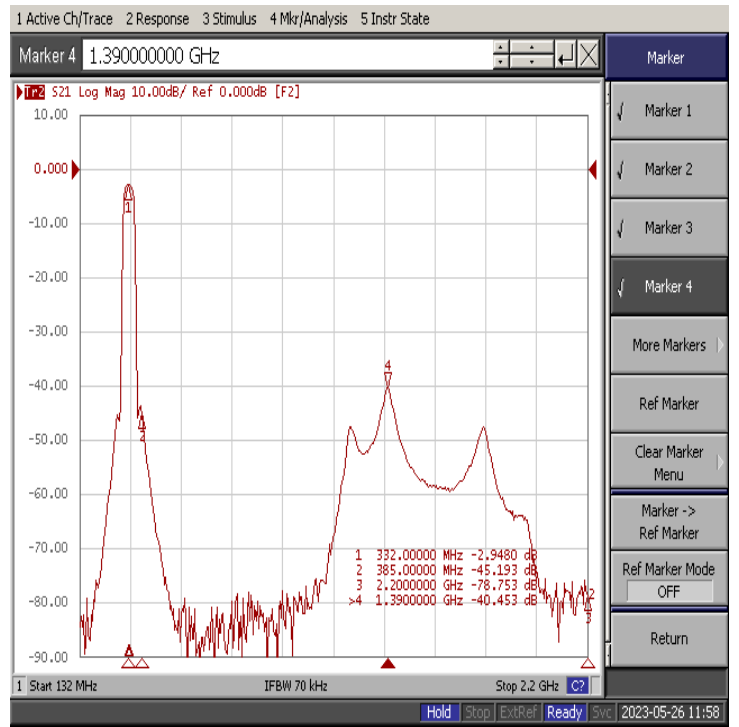 1 Active Ch/Trace 2 Response 3 Stimulus 4 Mkr/Analysis 5 Instr State
Marker 4 1.390000000 GHz
Marker
Tr2 S21 Log Mag 10.00dB/ Ref 0.000dB [F2]
10.00
0.000
-10.00
-20.00
-30.00
-40.00
-50.00
-60.00
-70.00
-80.00
-90.00
1
2
4
3
2
1 332.00000 MHz -2.9480 dB
2 385.00000 MHz -45.193 dB
3 2.2000000 GHz -78.753 dB
>4 1.3900000 GHz -40.453 dB
Marker 1
Marker 2
Marker 3
Marker 4
More Markers
Ref Marker
Clear Marker
Menu
Marker ->
Ref Marker
Ref Marker Mode
OFF
Return
1 Start 132 MHz IFBW 70 kHz Stop 2.2 GHz C?
Hold Stop ExtRef Ready Svc 2023-05-26 11:58